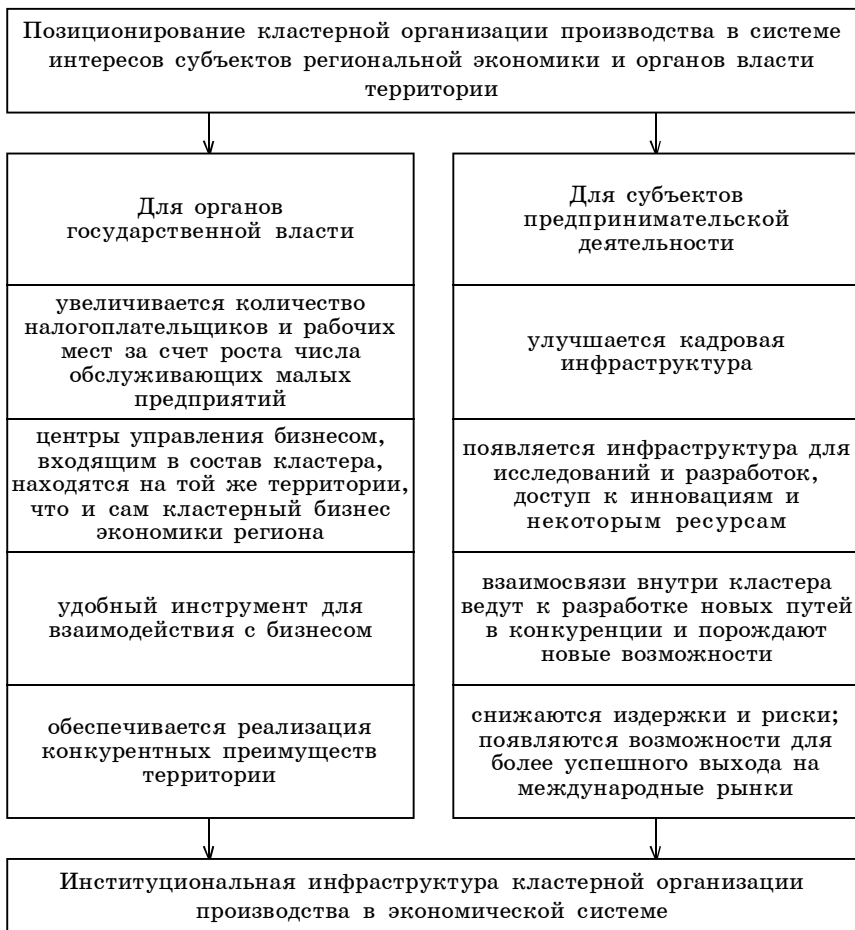 Позиционирование кластерной организации производства в системе
интересов субъектов региональной экономики и органов власти
территории
Для органов
государственной власти
увеличивается количество
налогоплательщиков и рабочих
мест за счет роста числа
обслуживающих малых
предприятий
центры управления бизнесом,
входящим в состав кластера,
находятся на той же территории,
что и сам кластерный бизнес
экономики региона
удобный инструмент для
взаимодействия с бизнесом
обеспечивается реализация
конкурентных преимуществ
территории
Для субъектов
предпринимательской
деятельности
улучшается кадровая
инфраструктура
появляется инфраструктура для
исследований и разработок,
доступ к инновациям и
некоторым ресурсам
взаимосвязи внутри кластера
ведут к разработке новых путей
в конкуренции и порождают
новые возможности
снижаются издержки и риски;
появляются возможности для
более успешного выхода на
международные рынки
Институциональная инфраструктура кластерной организации
производства в экономической системе